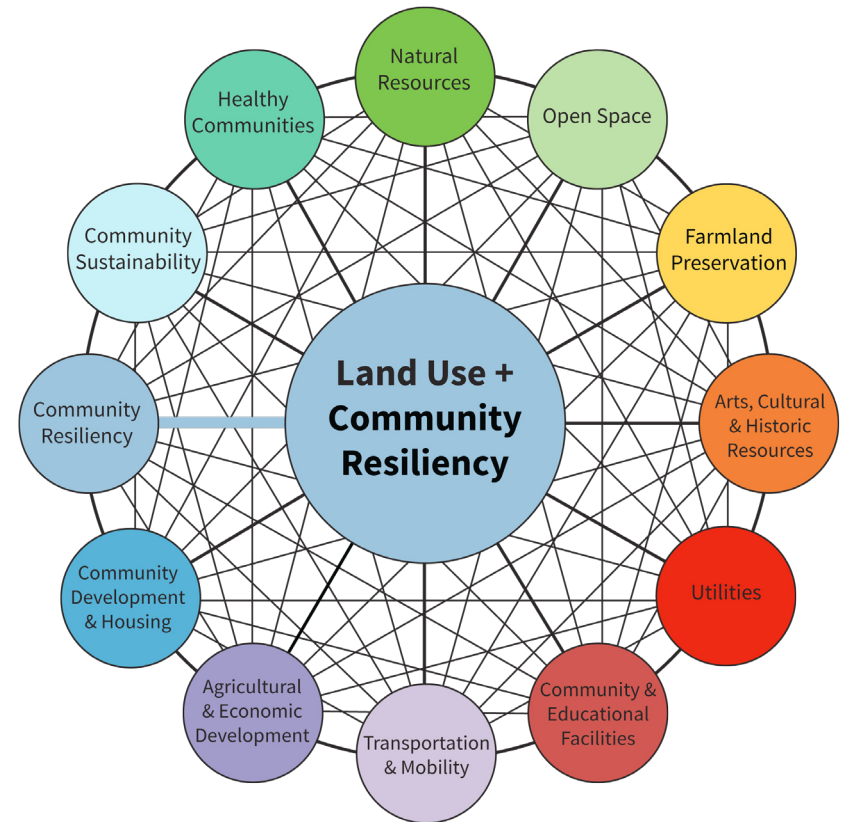 Natural
Resources
Open Space
Farmland
Preservation
Arts, Cultural
& Historic
Resources
Utilities
Community &
Educational
Facilities
Transportation
& Mobility
Agricultural
& Economic
Development
Community
Development
& Housing
Community
Resiliency
Community
Sustainability
Healthy
Communities
Land Use +
Community
Resiliency